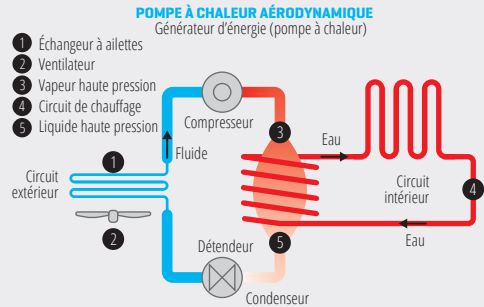 POMPE À CHALEUR AÉRODYNAMIQUE
Générateur d'énergie (pompe à chaleur)
1 Échangeur à ailettes
2 Ventilateur
3 Vapeur haute pression
4 Circuit de chauffage
5 Liquide haute pression
Compresseur
3
Eau
Fluide
1
Circuit
extérieur
Circuit
intérieur
4
2
5
Eau
Détendeur
Condenseur